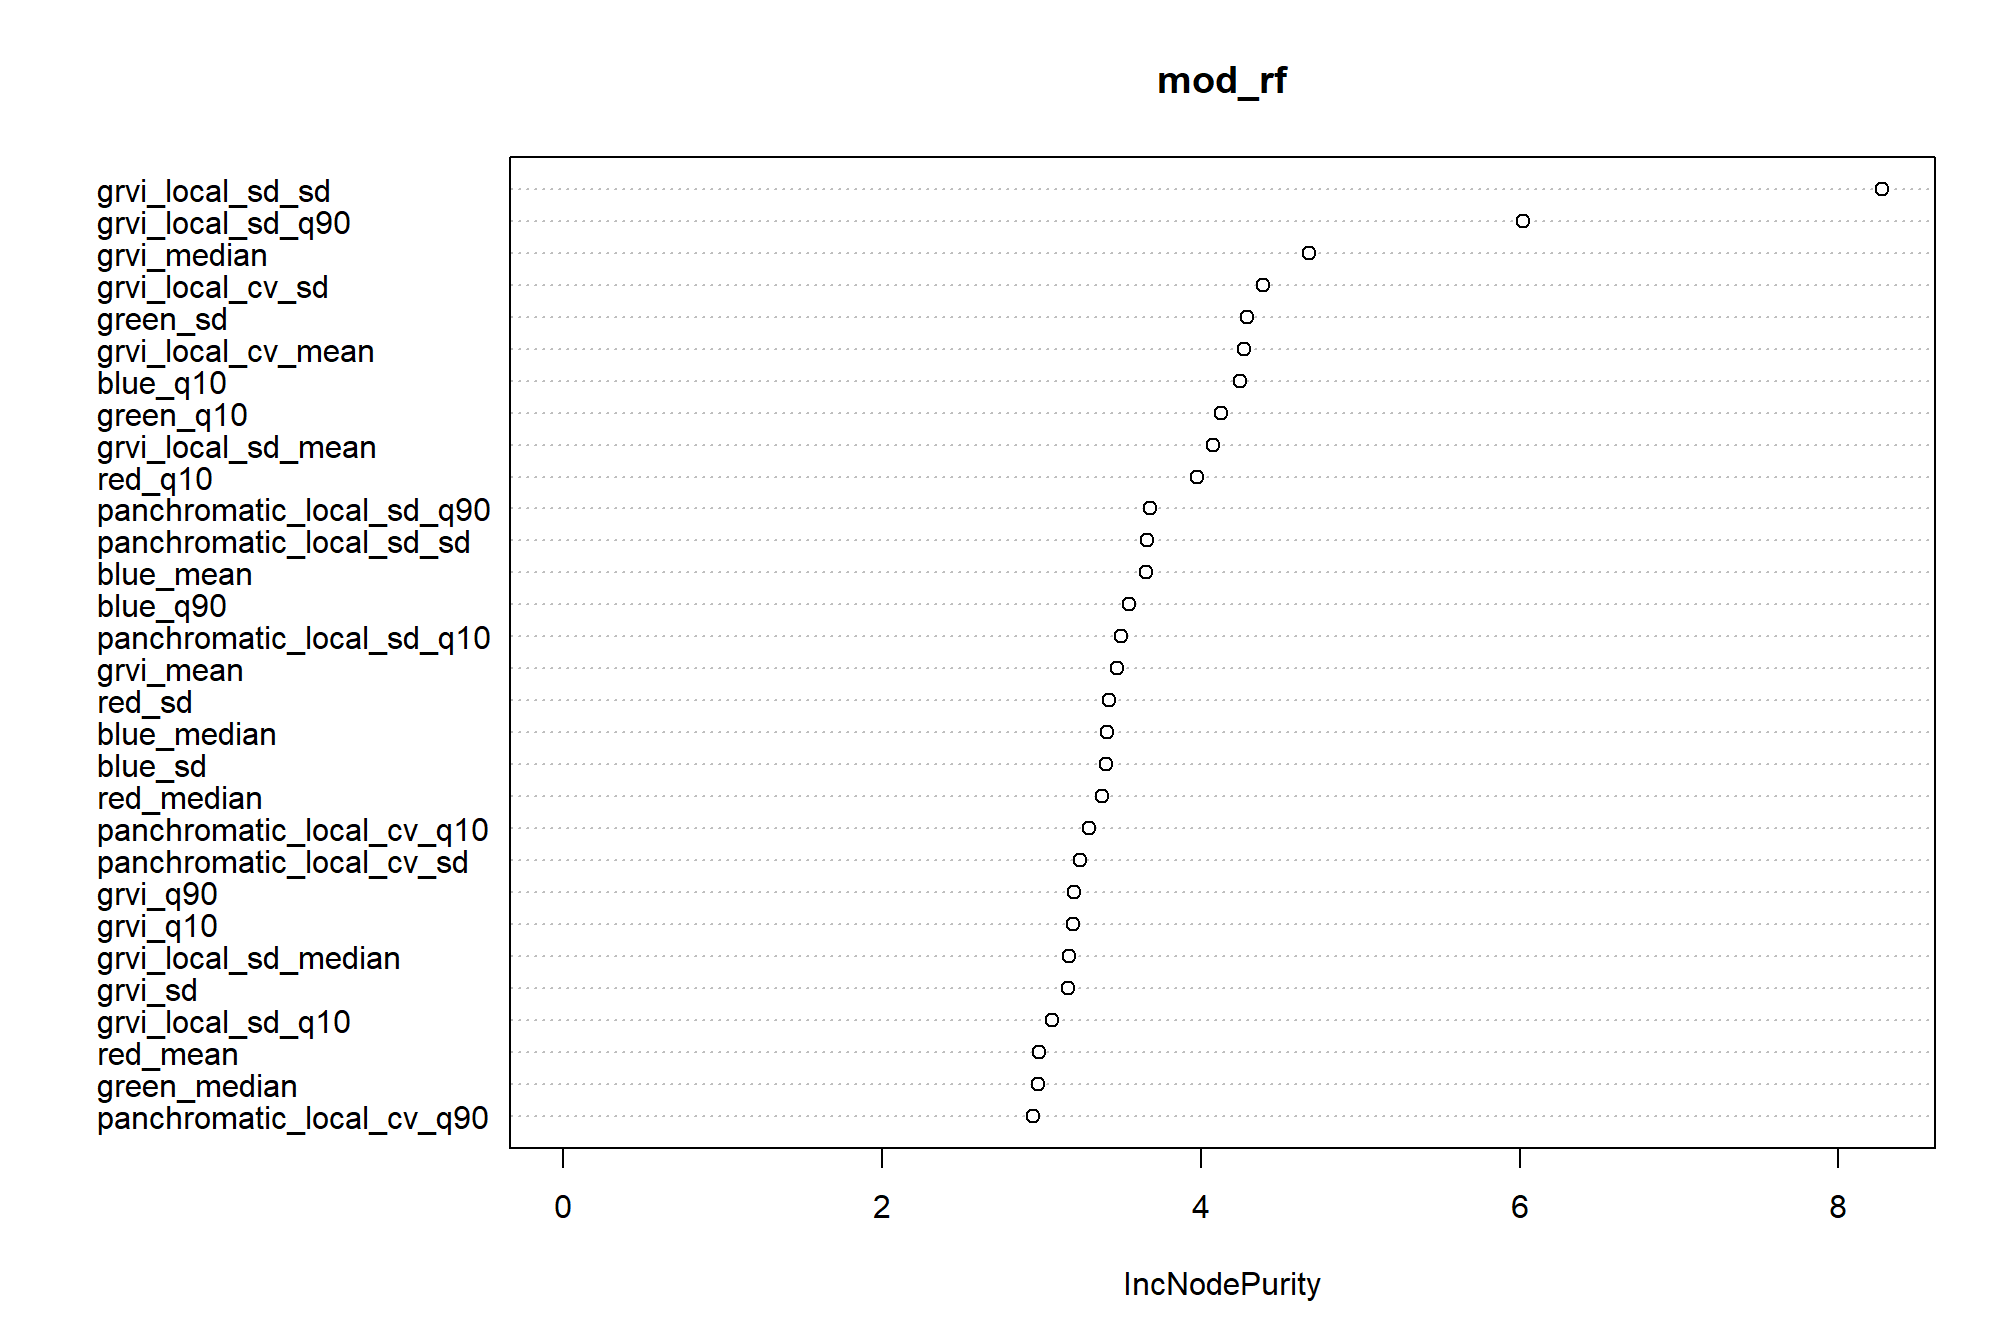 mod_rf
grvi_local_sd_sd
grvi_local_sd_q90
grvi_median
grvi_local_cv_sd
green_sd
grvi_local_cv_mean
blue_q10
green_q10
grvi_local_sd_mean
red_q10
panchromatic_local_sd_q90
panchromatic_local_sd_sd
blue_mean
blue_q90
panchromatic_local_sd_q10
grvi_mean
red_sd
blue_median
blue_sd
red_median
panchromatic_local_cv_q10
panchromatic_local_cv_sd
grvi_q90
grvi_q10
grvi_local_sd_median
grvi_sd
grvi_local_sd_q10
red_mean
green_median
panchromatic_local_cv_q90
0 2 4 6 8
IncNodePurity